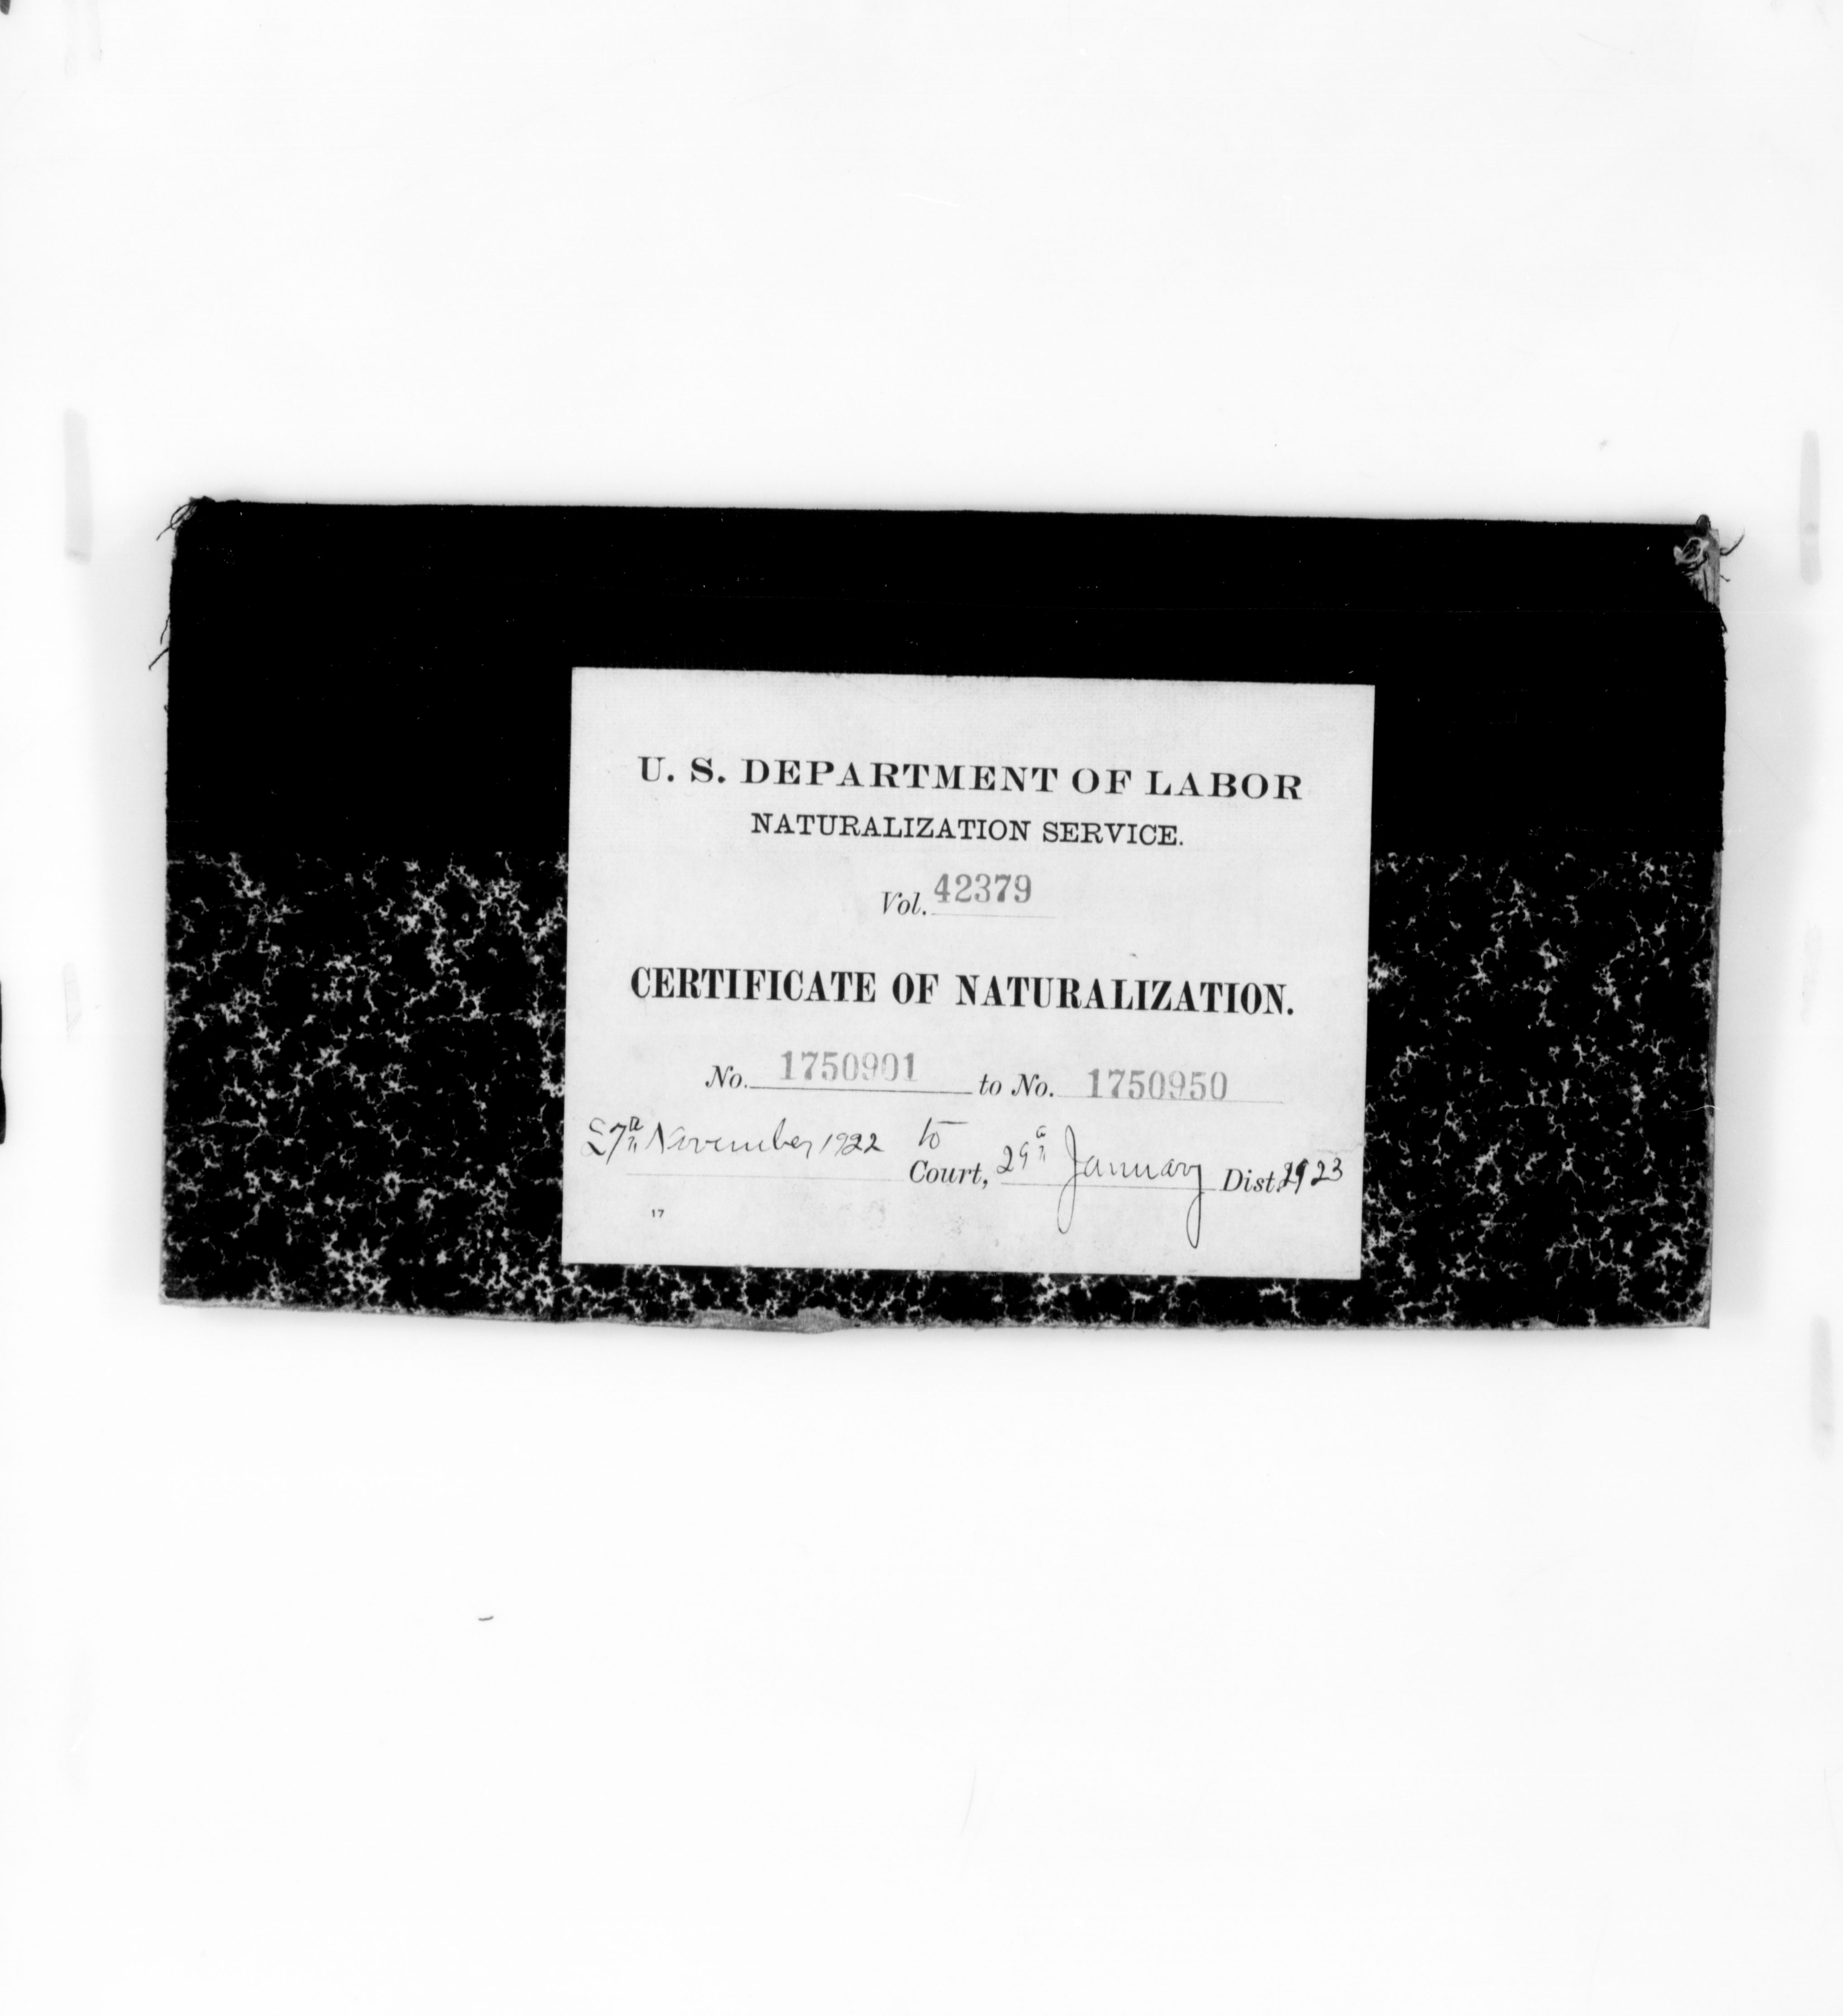 U. S. DEPARTMENT OF LABOR
NATURALIZATION SERVICE.
Vol. 42379
CERTIFICATE OF NATURALIZATION.
No. 1750901 to No. 1750950
27th November 1922 to
Court, 29th January Dist. 1923
17